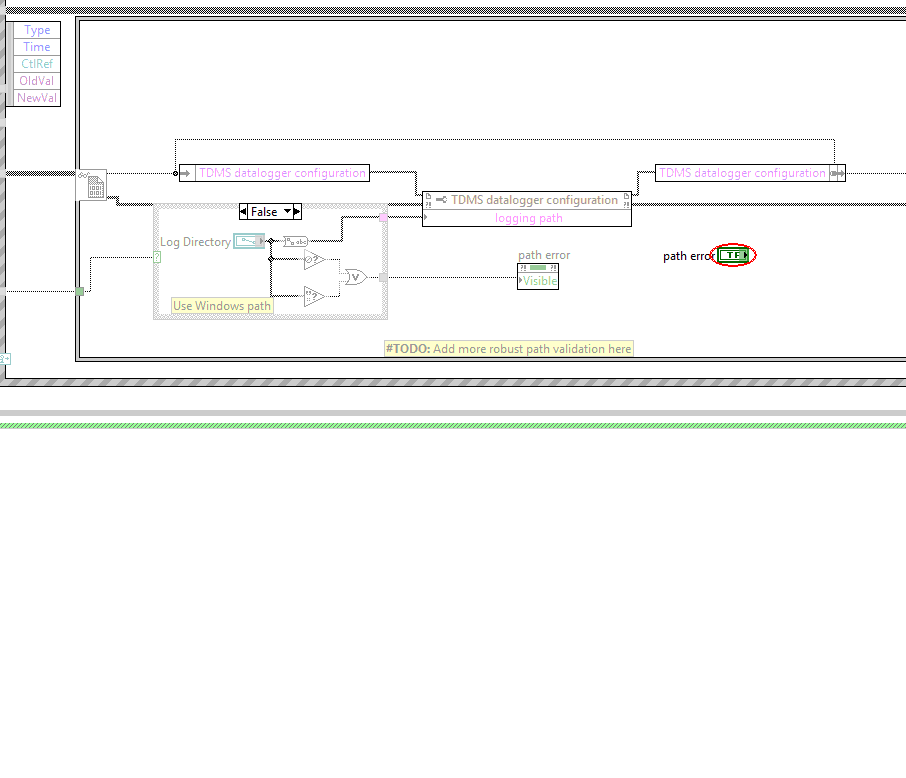 Type
Time
CtlRef
OldVal
NewVal
TDMS datalogger configuration
TDMS datalogger configuration
TDMS datalogger configuration
logging path
False
Log Directory
abc
?
?
V
?
Use Windows path
path error
?!
?!
Visible
path error
TF
#TODO: Add more robust path validation here